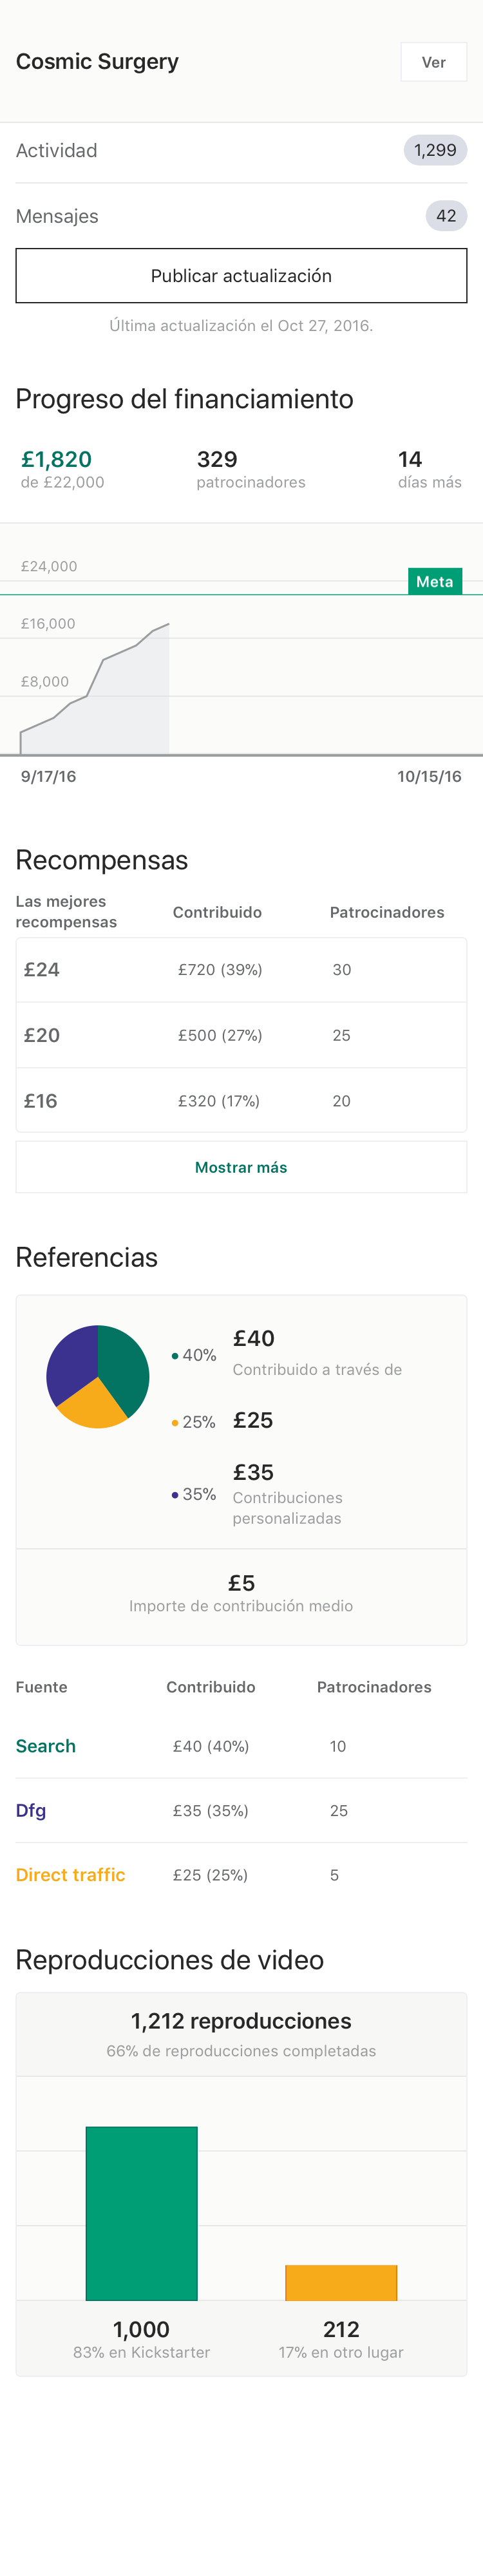 Cosmic Surgery
Ver
Actividad
1,299
Mensajes
42
Publicar actualización
Última actualización el Oct 27, 2016.
Progreso del financiamiento
£1,820
329
14
de £22,000
patrocinadores
días más
£24,000
Meta
£16,000
£8,000
9/17/16
10/15/16
Recompensas
Las mejores
recompensas
Contribuido
Patrocinadores
£24
£720 (39%)
30
£20
£500 (27%)
25
£16
£320 (17%)
20
Mostrar más
Referencias
40%
£40
Contribuido a través de
25%
£25
35%
£35
Contribuciones
personalizadas
£5
Importe de contribución medio
Fuente
Contribuido
Patrocinadores
Search
£40 (40%)
10
Dfg
£35 (35%)
25
Direct traffic
£25 (25%)
5
Reproducciones de video
1,212 reproducciones
66% de reproducciones completadas
1,000
212
83% en Kickstarter
17% en otro lugar